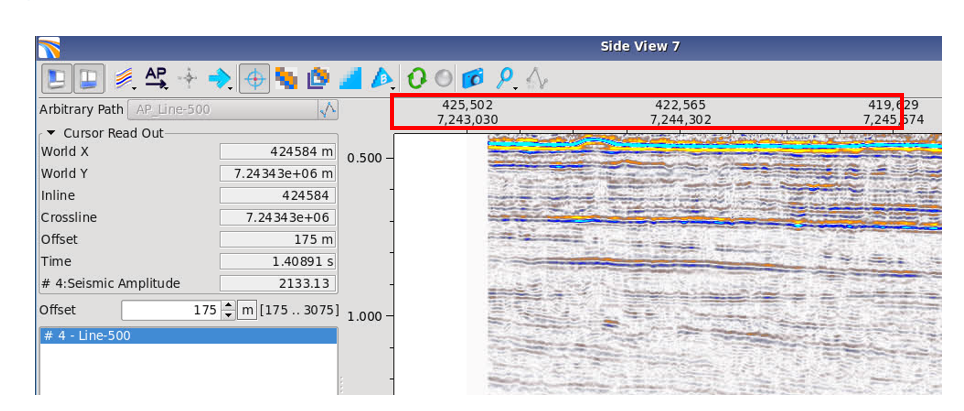 Side View 7
AP
Arbitrary Path AP_Line-500
Cursor Read Out
World X 424584 m
World Y 7.24343e+06 m
Inline 424584
Crossline 7.24343e+06
Offset 175 m
Time 1.40891 s
# 4:Seismic Amplitude 2133.13
Offset 175 m [175 .. 3075]
# 4 - Line-500
425,502 422,565 419,629
7,243,030 7,244,302 7,245,574
0.500
1.000